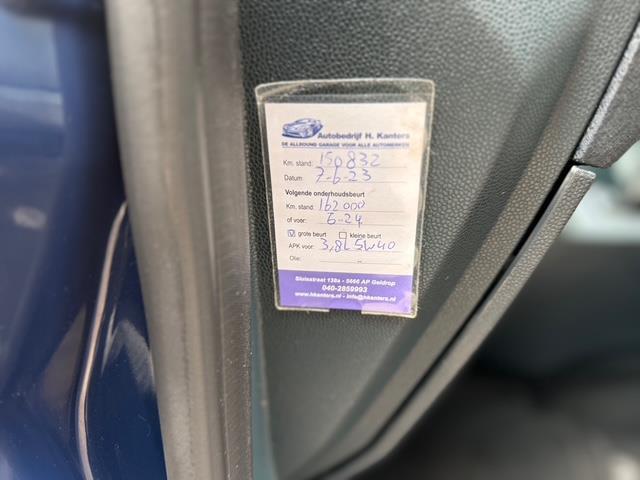 Autobedrijf H. Kanters
DE ALLROUND GARAGE VOOR ALLE AUTOMERKEN
Km. stand: 150832
Datum: 7-6-23
Volgende onderhoudsbeurt
Km. stand: 162000
of voor: 6-24
grote beurt kleine beurt
APK voor: 3,8L 5W40
Olie:
Sluisstraat 138a - 5666 AP Geldrop
040-2859993
www.hkanters.nl - info@hkanters.nl